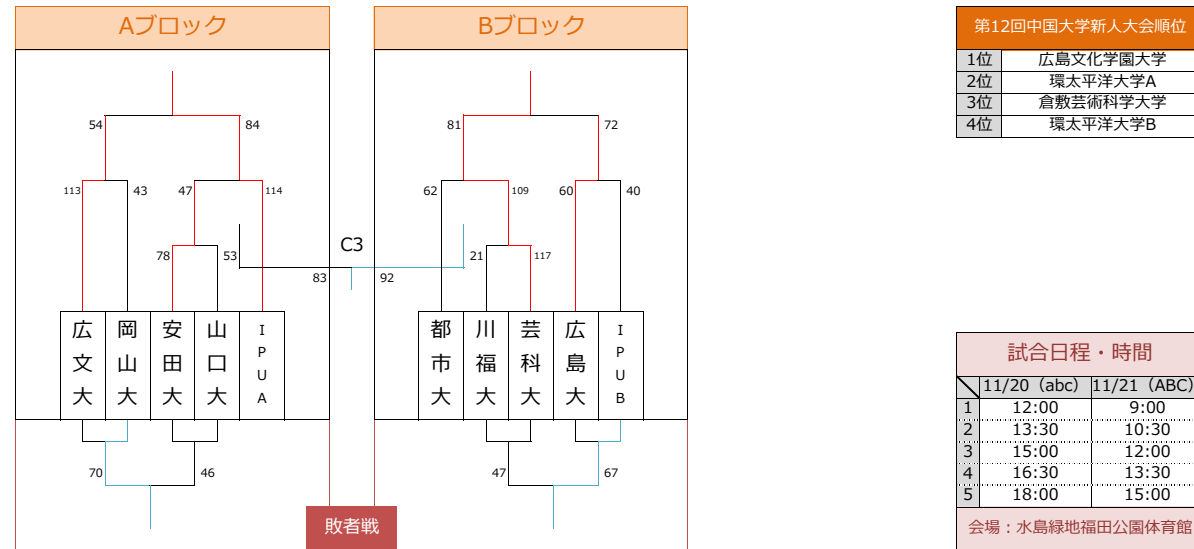 Aブロック
Bブロック
第12回中国大学新人大会順位
1位 広島文化学園大学
2位 環太平洋大学A
3位 倉敷芸術科学大学
4位 環太平洋大学B
54 84 81 72
113 43 47 114 62 109 60 40
78 53 21 117
C3
83 92
広文大
岡山大
安田大
山口大
IPUA
都市大
川福大
芸科大
広島大
IPUB
70 46 47 67
敗者戦
試合日程・時間
11/20（abc） 11/21（ABC）
1 12:00 9:00
2 13:30 10:30
3 15:00 12:00
4 16:30 13:30
5 18:00 15:00
会場：水島緑地福田公園体育館